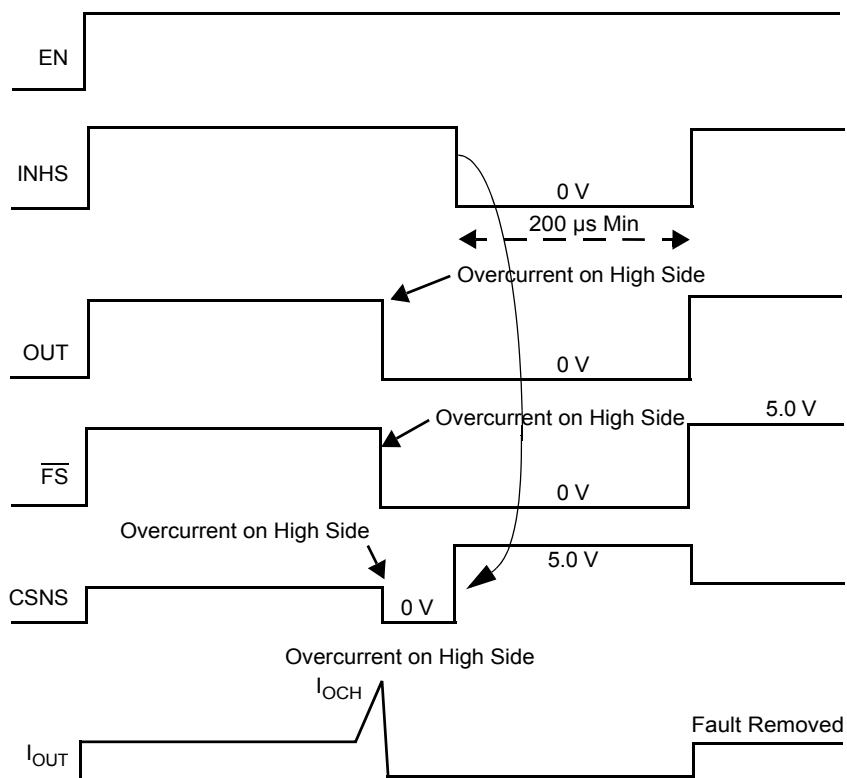 EN
INHS
0 V
200 µs Min
Overcurrent on High Side
OUT
0 V
Overcurrent on High Side
5.0 V
FS
0 V
Overcurrent on High Side
5.0 V
CSNS
0 V
Overcurrent on High Side
IOCH
Fault Removed
IOUT